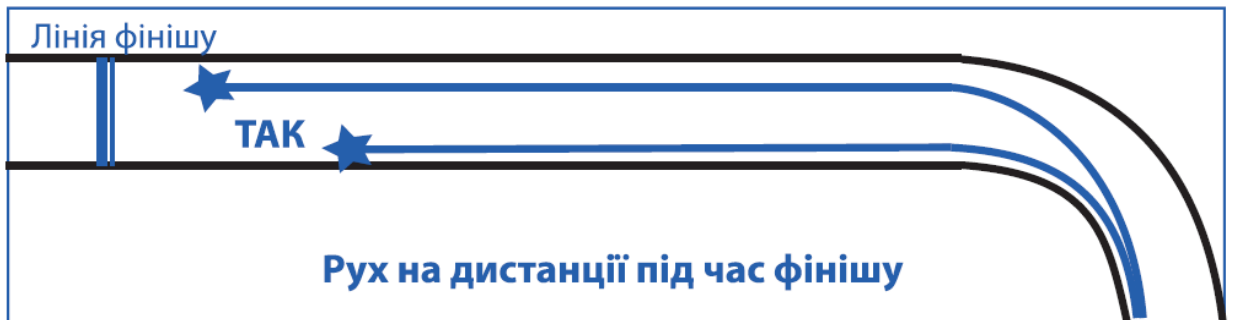 Лінія фінішу
ТАК
Рух на дистанції під час фінішу